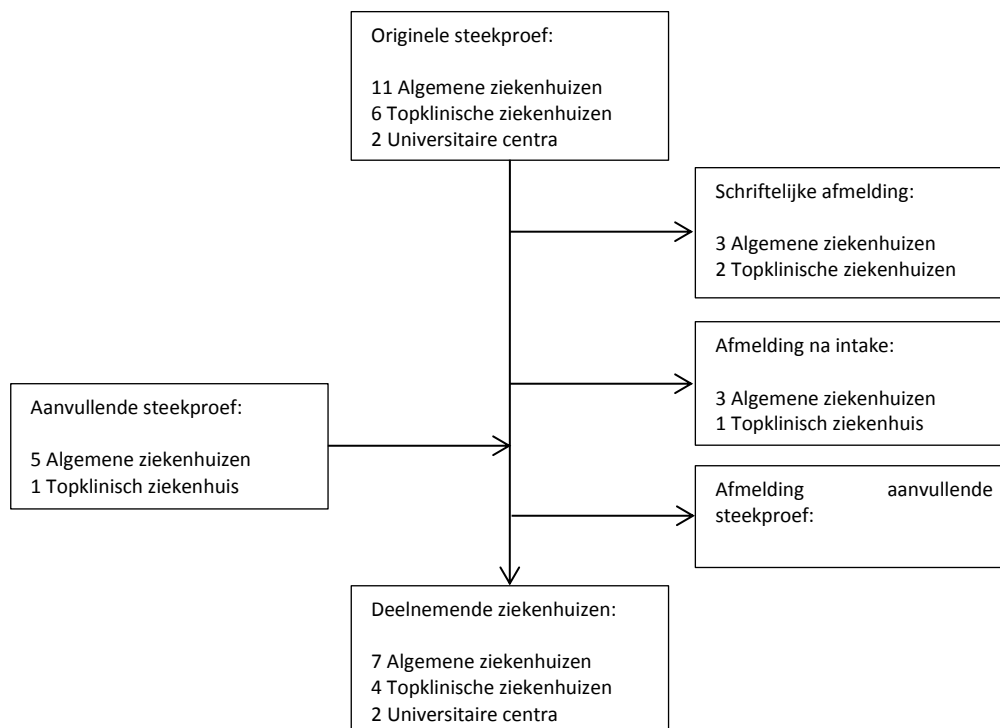 Originele steekproef:
11 Algemene ziekenhuizen
6 Topklinische ziekenhuizen
2 Universitaire centra
Schriftelijke afmelding:
3 Algemene ziekenhuizen
2 Topklinische ziekenhuizen
Afmelding na intake:
3 Algemene ziekenhuizen
1 Topklinisch ziekenhuis
Aanvullende steekproef:
5 Algemene ziekenhuizen
1 Topklinisch ziekenhuis
Afmelding aanvullende
steekproef:
Deelnemende ziekenhuizen:
7 Algemene ziekenhuizen
4 Topklinische ziekenhuizen
2 Universitaire centra